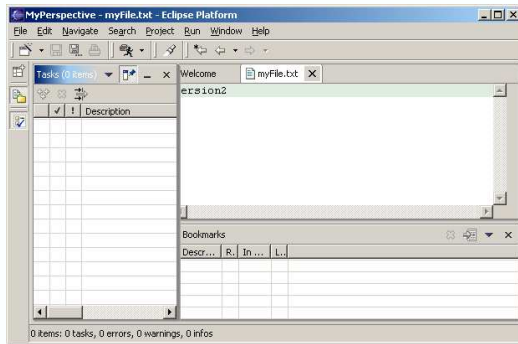 MyPerspective - myFile.txt - Eclipse Platform
File Edit Navigate Search Project Run Window Help
Tasks (0 items)
Welcome myFile.txt
ersion2
! Description
Bookmarks
Descr... R. In ... L..
0 items: 0 tasks, 0 errors, 0 warnings, 0 infos